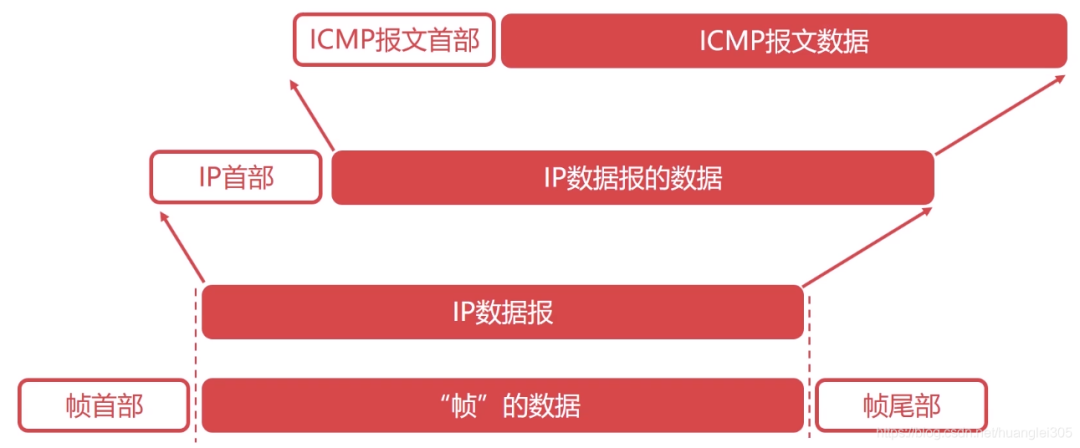 ICMP报文首部
ICMP报文数据
IP首部
IP数据报的数据
IP数据报
帧首部
“帧”的数据
帧尾部
https://blog.csdn.net/huangfei305